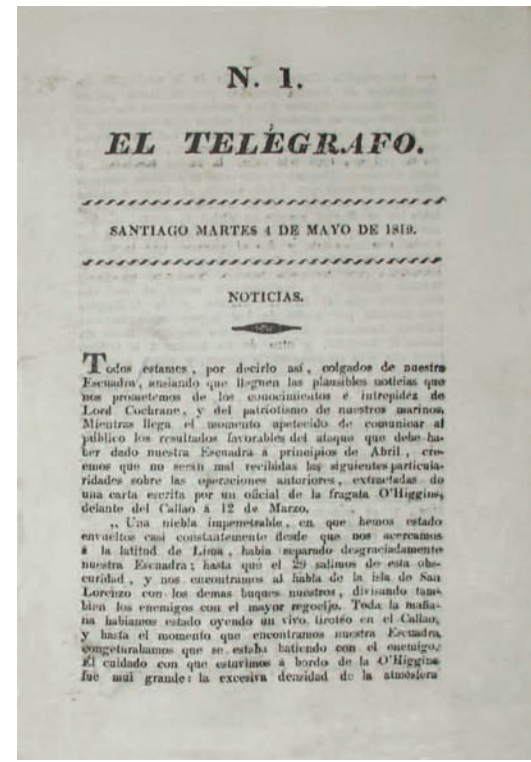 N. 1.
EL TELÉGRAFO.
SANTIAGO MARTES 4 DE MAYO DE 1819.
NOTICIAS.
Todos estamos, por decirlo así, colgados de nuestra
Escuadra, ansiando que lleguen las plausibles noticias que
nos prometemos de los conocimientos é intrepidéz de
Lord Cochrane, y del patriotismo de nuestros marinos.
Mientras llega el momento apetecido de comunicar al
público los resultados favorables del ataque que debe ha-
ber dado nuestra Escuadra á principios de Abril, cre-
emos que no serán mal recibidas las siguientes particula-
ridades sobre las operaciones anteriores, extractadas de
una carta escrita por un oficial de la fragata O'Higgins,
delante del Callao á 12 de Marzo.
,, Una niebla impenetrable, en que hemos estado
envueltos casi constantemente desde que nos acercamos
á la latitud de Lima, habia separado desgraciadamente
nuestra Escuadra; hasta que el 29 salimos de esta obs-
curidad, y nos encontramos al habla de la isla de San
Lorenzo con los demas buques nuestros, divisando tam-
bien los enemigos con el mayor regocijo. Toda la maña-
na habiamos estado oyendo un vivo tiroteo en el Callao,
y hasta el momento que encontramos nuestra Escuadra,
congeturabamos que se estaba batiendo con el enemigo.
El cuidado con que estuvimos á bordo de la O'Higgins
fue mui grande: la excesiva densidad de la atmósfera